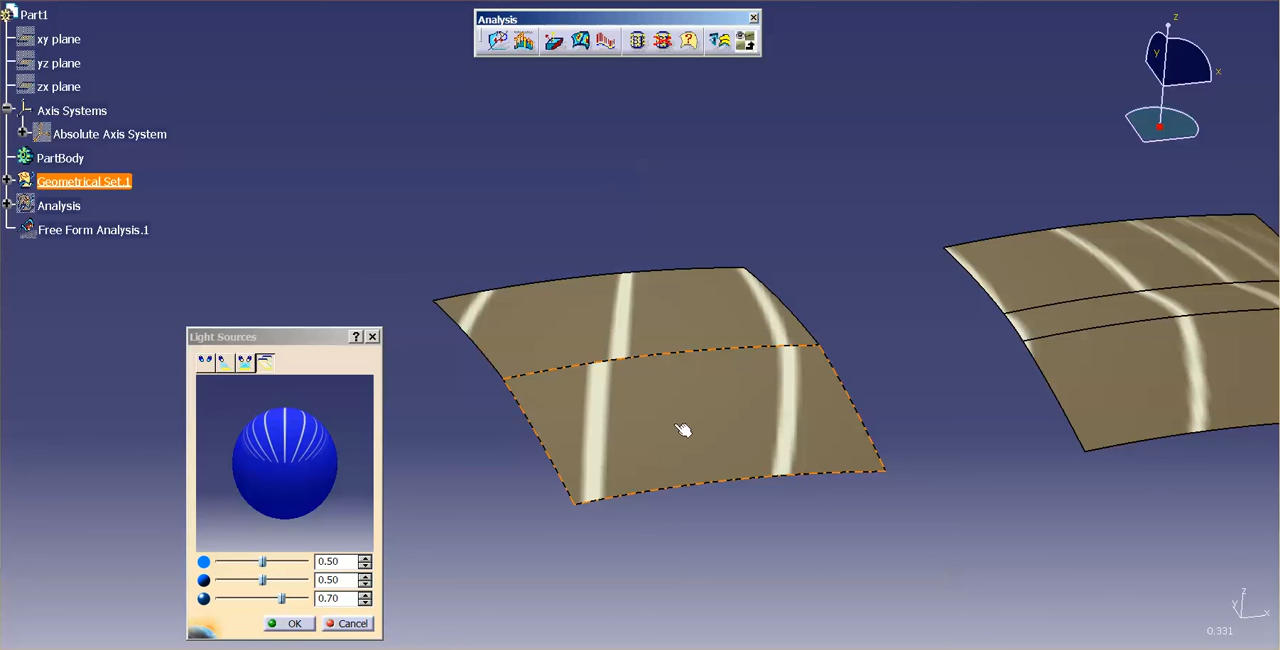 Part1
xy plane
yz plane
zx plane
Axis Systems
Absolute Axis System
PartBody
Geometrical Set.1
Analysis
Free Form Analysis.1
Analysis
z
y
x
Light Sources
0.50
0.50
0.70
OK
Cancel
z
y
x
0.331